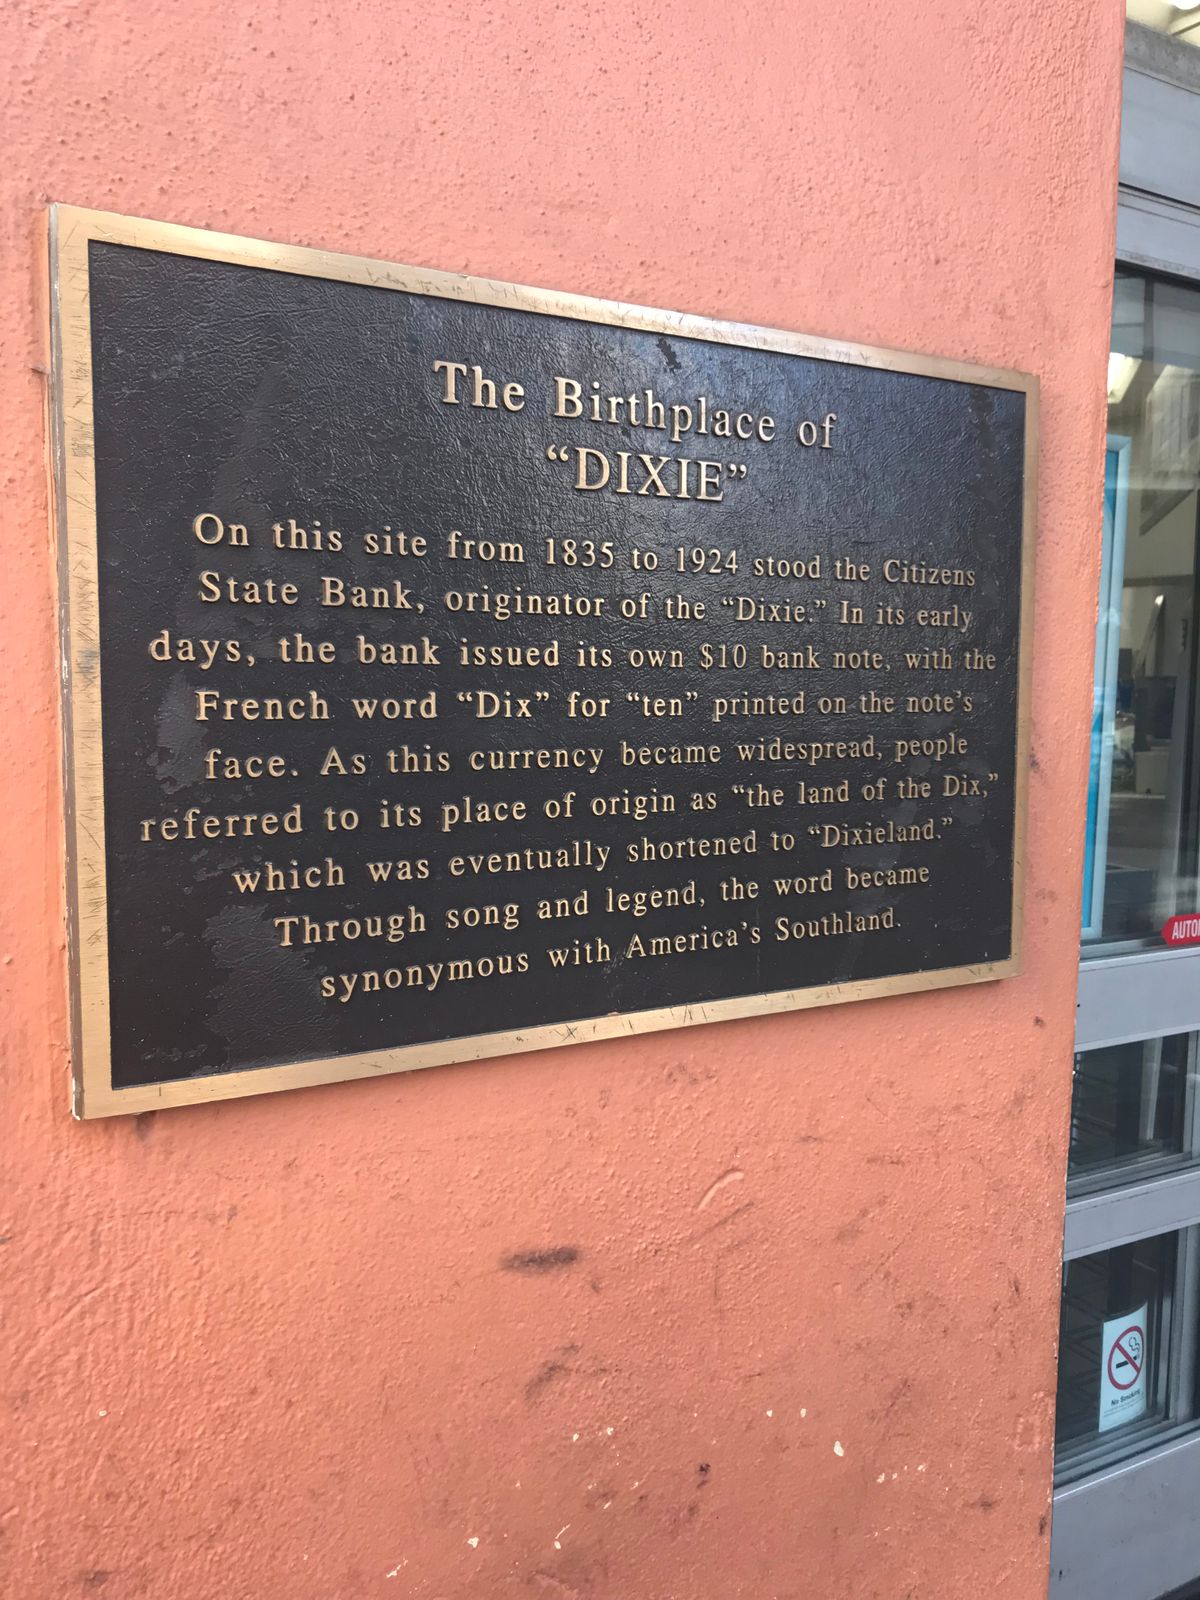 The Birthplace of
“DIXIE”
On this site from 1835 to 1924 stood the Citizens
State Bank, originator of the “Dixie.” In its early
days, the bank issued its own $10 bank note, with the
French word “Dix” for “ten” printed on the note’s
face. As this currency became widespread, people
referred to its place of origin as “the land of the Dix,”
which was eventually shortened to “Dixieland.”
Through song and legend, the word became
synonymous with America’s Southland.
AUTO
No Smoking